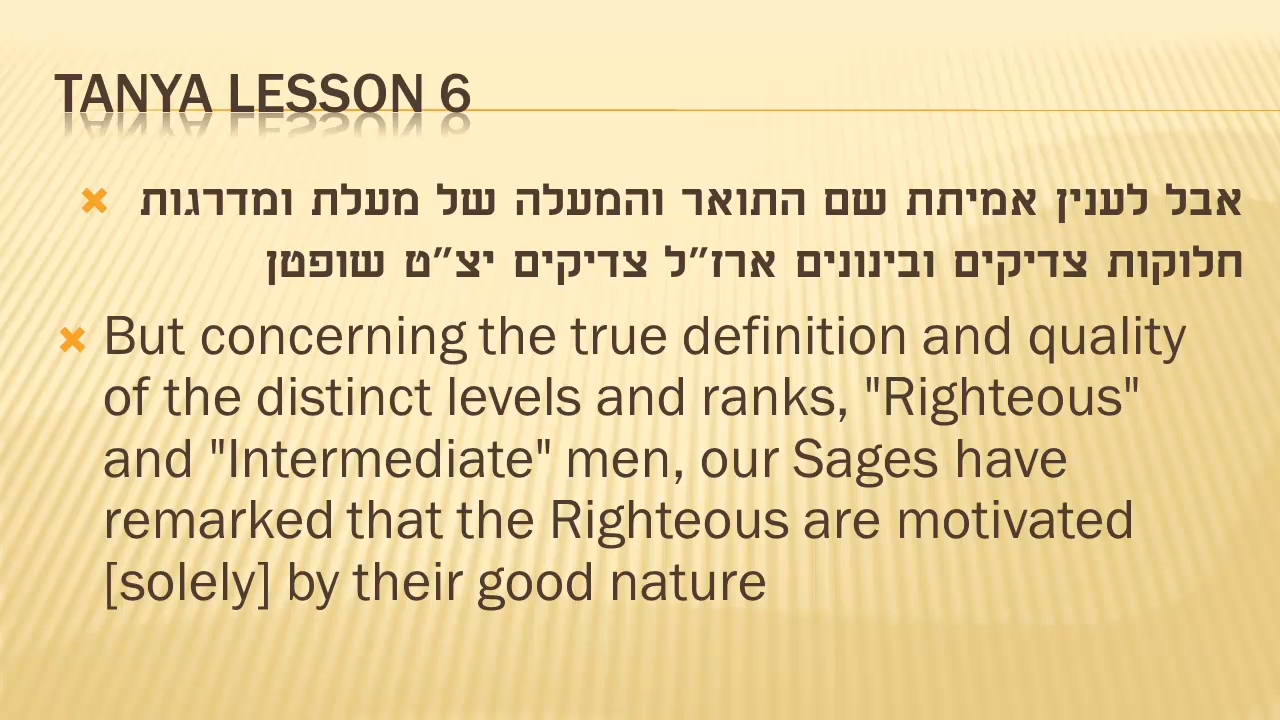 TANYA LESSON 6
אבל לענין אמיתת שם התואר והמעלה של מעלת ומדרגות
חלוקות צדיקים ובינונים ארז"ל צדיקים יצ"ט שופטן
But concerning the true definition and quality
of the distinct levels and ranks, "Righteous"
and "Intermediate" men, our Sages have
remarked that the Righteous are motivated
[solely] by their good nature